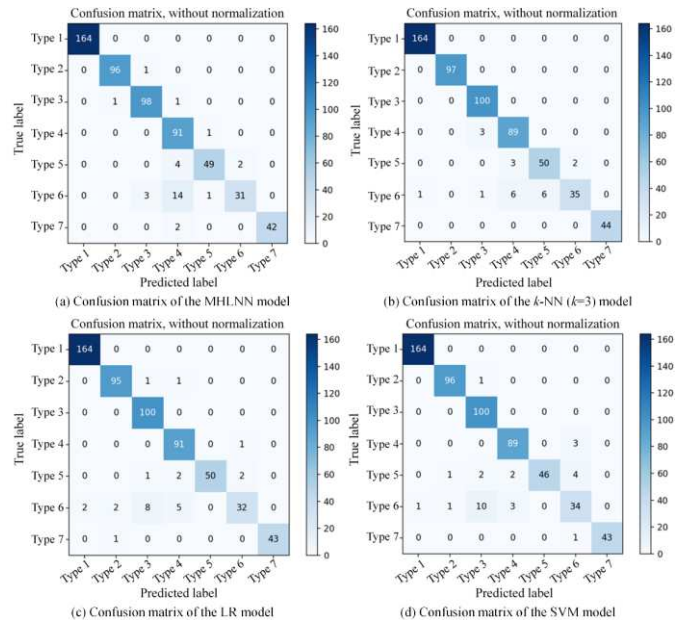 Confusion matrix, without normalization
Type 1 164 0 0 0 0 0 0
Type 2 0 96 1 0 0 0 0
Type 3 0 1 98 1 0 0 0
Type 4 0 0 0 91 1 0 0
Type 5 0 0 0 4 49 2 0
Type 6 0 0 3 14 1 31 0
Type 7 0 0 0 2 0 0 42
True label
Type 1 Type 2 Type 3 Type 4 Type 5 Type 6 Type 7
Predicted label
160
140
120
100
80
60
40
20
0
(a) Confusion matrix of the MHLNN model
Confusion matrix, without normalization
Type 1 164 0 0 0 0 0 0
Type 2 0 97 0 0 0 0 0
Type 3 0 0 100 0 0 0 0
Type 4 0 0 3 89 0 0 0
Type 5 0 0 0 3 50 2 0
Type 6 1 0 1 6 6 35 0
Type 7 0 0 0 0 0 0 44
True label
Type 1 Type 2 Type 3 Type 4 Type 5 Type 6 Type 7
Predicted label
160
140
120
100
80
60
40
20
0
(b) Confusion matrix of the k-NN (k=3) model
Confusion matrix, without normalization
Type 1 164 0 0 0 0 0 0
Type 2 0 95 1 1 0 0 0
Type 3 0 0 100 0 0 0 0
Type 4 0 0 0 91 0 1 0
Type 5 0 0 1 2 50 2 0
Type 6 2 2 8 5 0 32 0
Type 7 0 1 0 0 0 0 43
True label
Type 1 Type 2 Type 3 Type 4 Type 5 Type 6 Type 7
Predicted label
160
140
120
100
80
60
40
20
0
(c) Confusion matrix of the LR model
Confusion matrix, without normalization
Type 1 164 0 0 0 0 0 0
Type 2 0 96 1 0 0 0 0
Type 3 0 0 100 0 0 0 0
Type 4 0 0 0 89 0 3 0
Type 5 0 1 2 2 46 4 0
Type 6 1 1 10 3 0 34 0
Type 7 0 0 0 0 0 1 43
True label
Type 1 Type 2 Type 3 Type 4 Type 5 Type 6 Type 7
Predicted label
160
140
120
100
80
60
40
20
0
(d) Confusion matrix of the SVM model